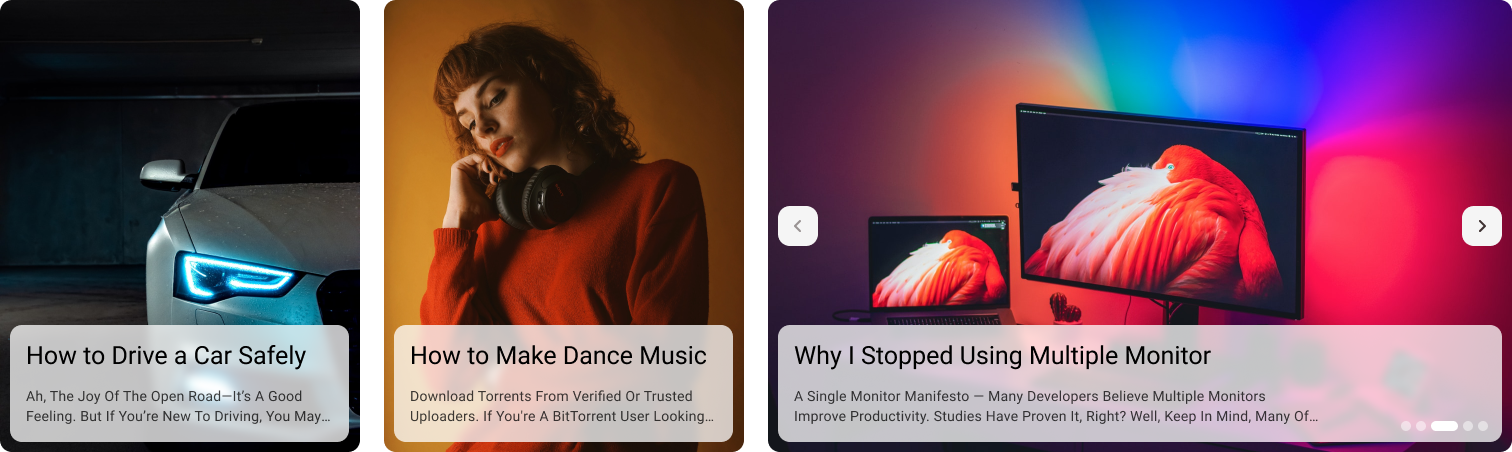 How to Drive a Car Safely
Ah, The Joy Of The Open Road—It’s A Good
Feeling. But If You’re New To Driving, You May…
How to Make Dance Music
Download Torrents From Verified Or Trusted
Uploaders. If You're A BitTorrent User Looking…
Why I Stopped Using Multiple Monitor
A Single Monitor Manifesto — Many Developers Believe Multiple Monitors
Improve Productivity. Studies Have Proven It, Right? Well, Keep In Mind, Many Of…